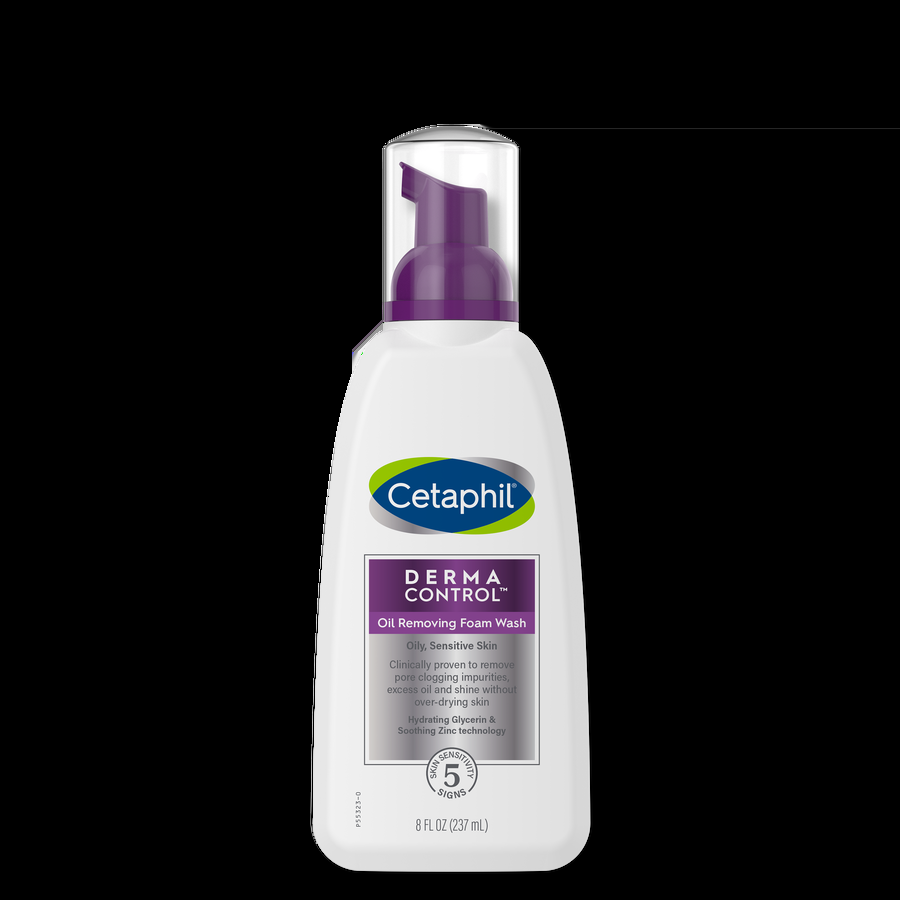 Cetaphil®
DERMA
CONTROL™
Oil Removing Foam Wash
Oily, Sensitive Skin
Clinically proven to remove
pore clogging impurities,
excess oil and shine without
over-drying skin
Hydrating Glycerin &
Soothing Zinc technology
SKIN SENSITIVITY
5
SIGNS
P55323-0
8 FL OZ (237 mL)